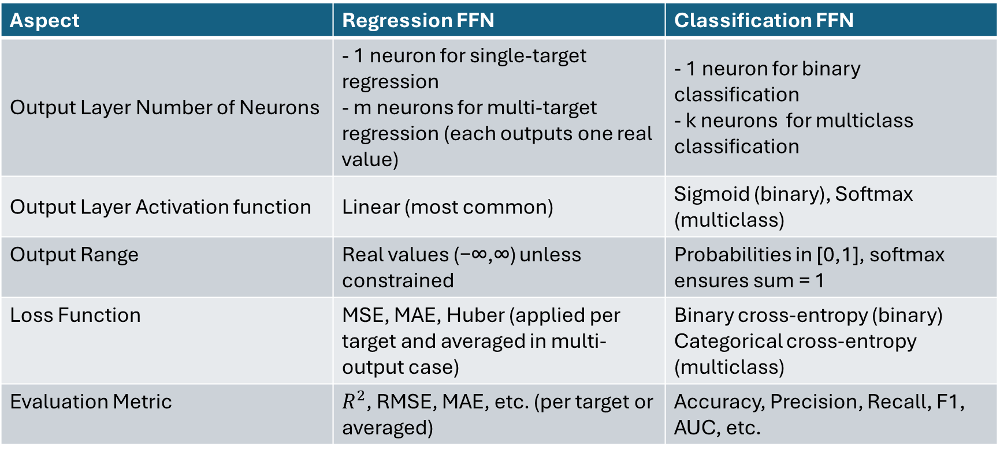 Aspect
Regression FFN
Classification FFN
Output Layer Number of Neurons
- 1 neuron for single-target
regression
- m neurons for multi-target
regression (each outputs one real
value)
- 1 neuron for binary
classification
- k neurons  for multiclass
classification
Output Layer Activation function
Linear (most common)
Sigmoid (binary), Softmax
(multiclass)
Output Range
Real values (−∞,∞) unless
constrained
Probabilities in [0,1], softmax
ensures sum = 1
Loss Function
MSE, MAE, Huber (applied per
target and averaged in multi-
output case)
Binary cross-entropy (binary)
Categorical cross-entropy
(multiclass)
Evaluation Metric
R², RMSE, MAE, etc. (per target or
averaged)
Accuracy, Precision, Recall, F1,
AUC, etc.